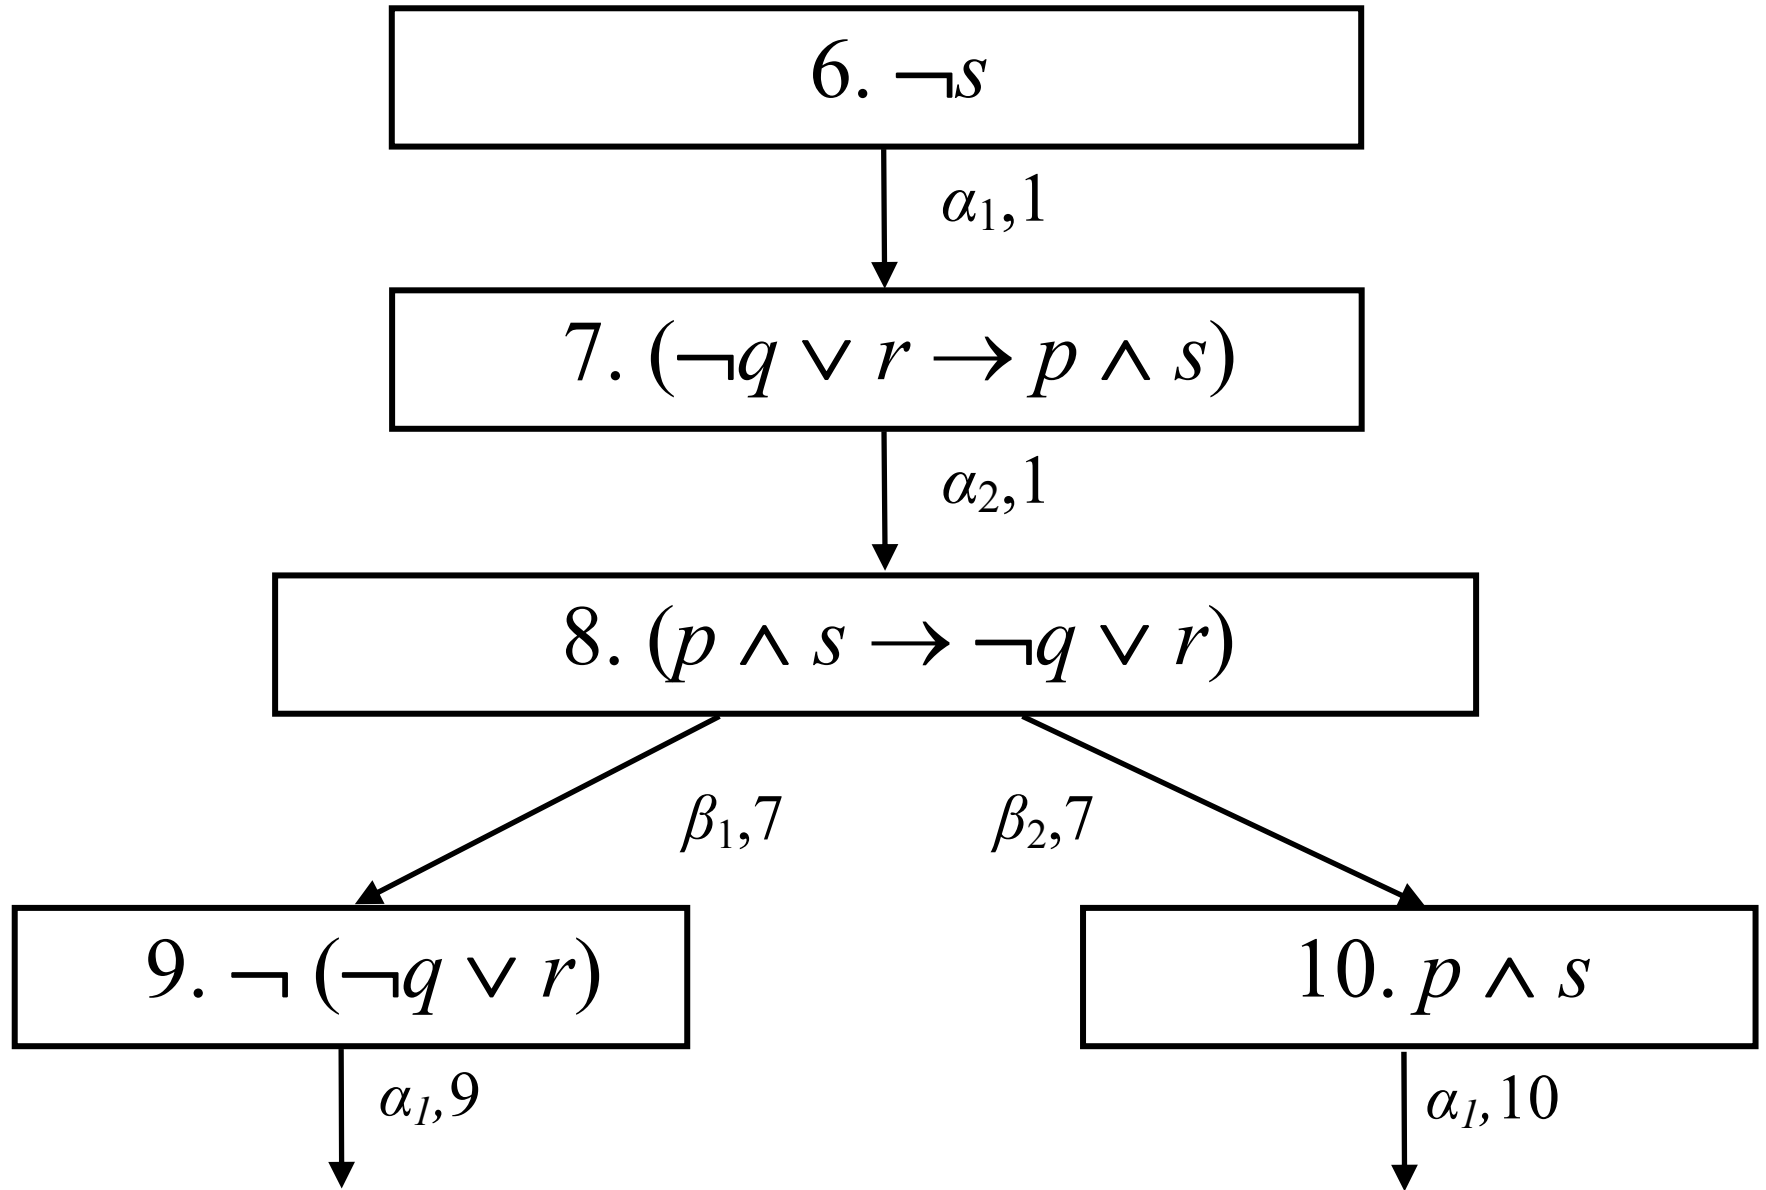 6. ¬s
α₁,1
7. (¬q ∨ r → p ∧ s)
α₂,1
8. (p ∧ s → ¬q ∨ r)
β₁,7
β₂,7
9. ¬ (¬q ∨ r)
10. p ∧ s
α₁,9
α₁,10